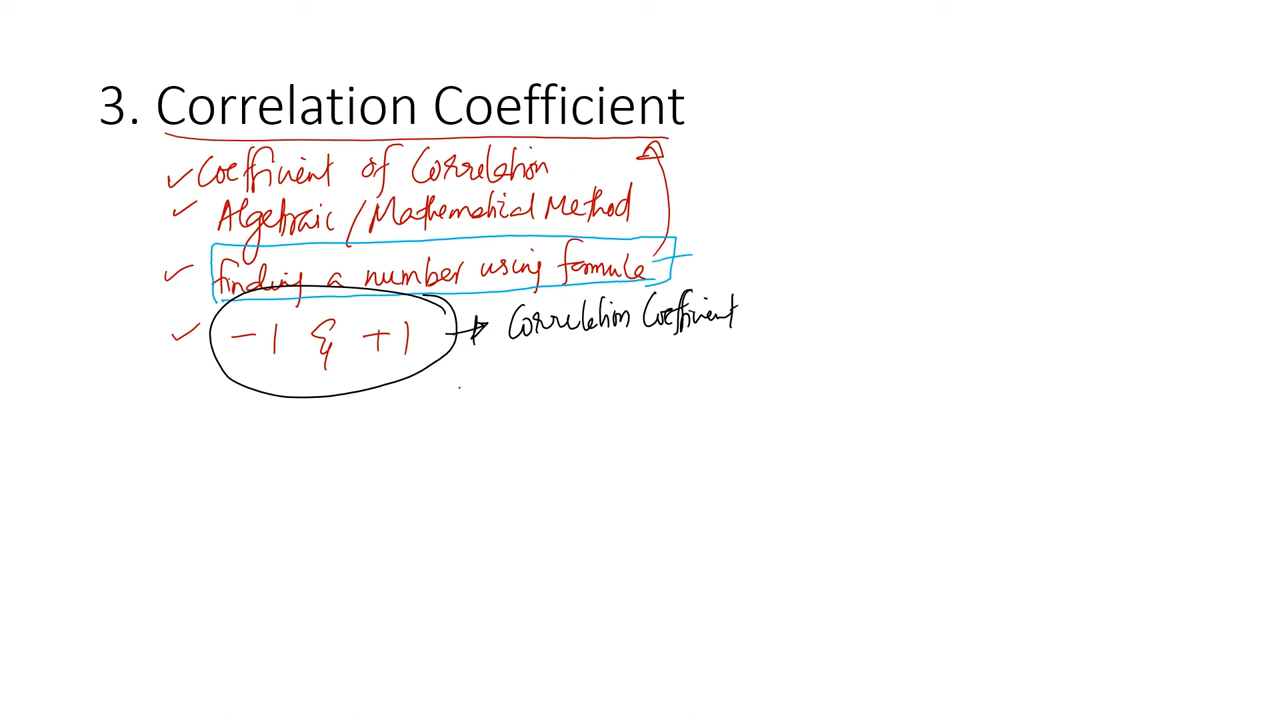 3. Correlation Coefficient
✓ Coefficient of Correlation
✓ Algebraic / Mathematical Method
✓ finding a number using formula
✓ -1 & +1 → Correlation Coefficient